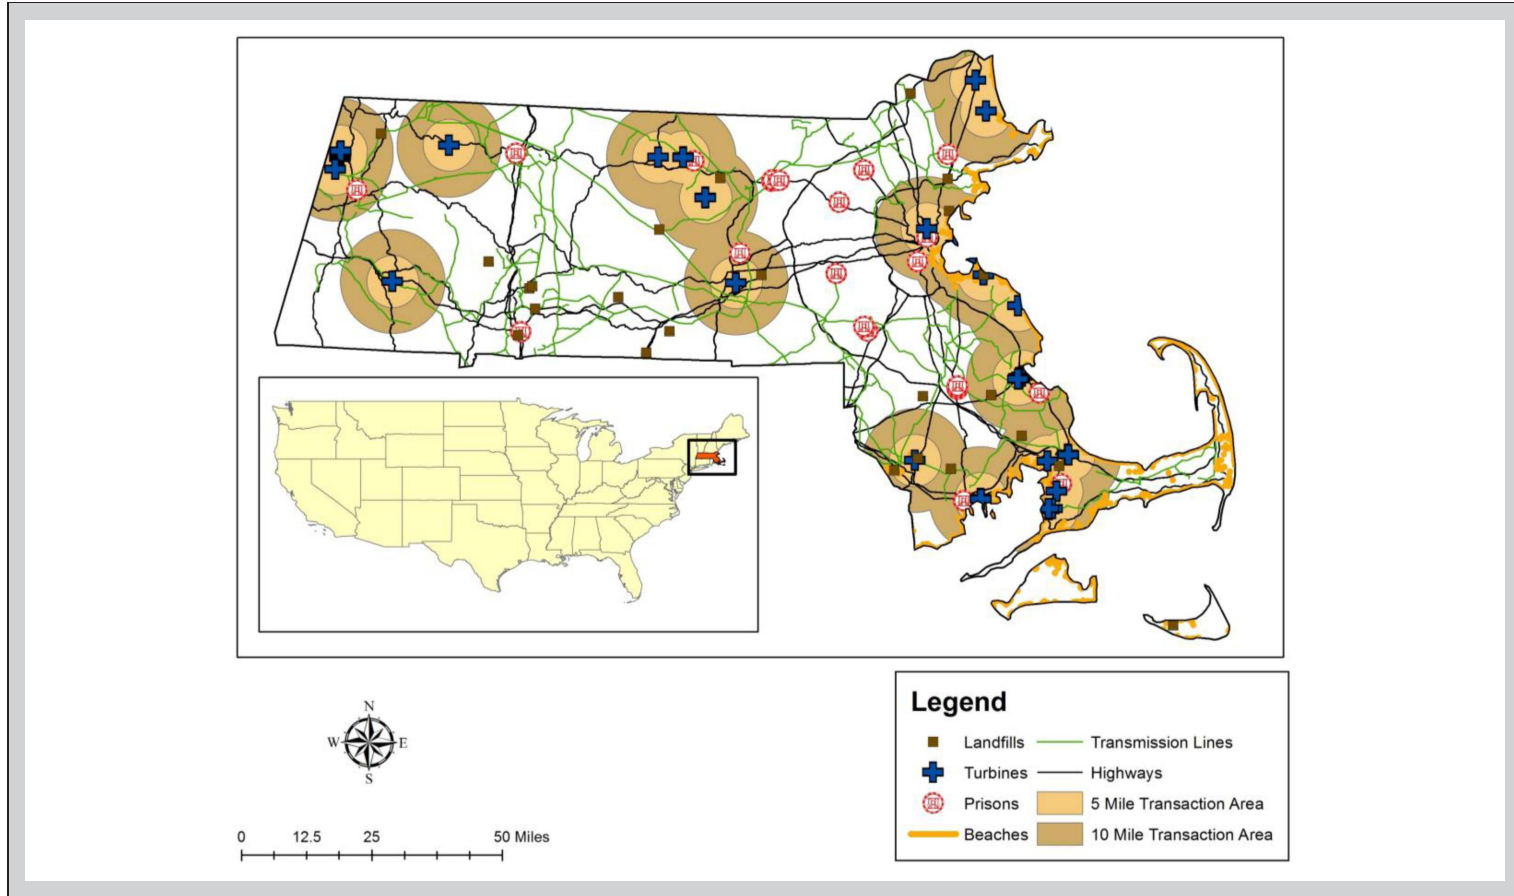 N
W E
S
0 12.5 25 50 Miles
Legend
Landfills Transmission Lines
Turbines Highways
Prisons 5 Mile Transaction Area
Beaches 10 Mile Transaction Area